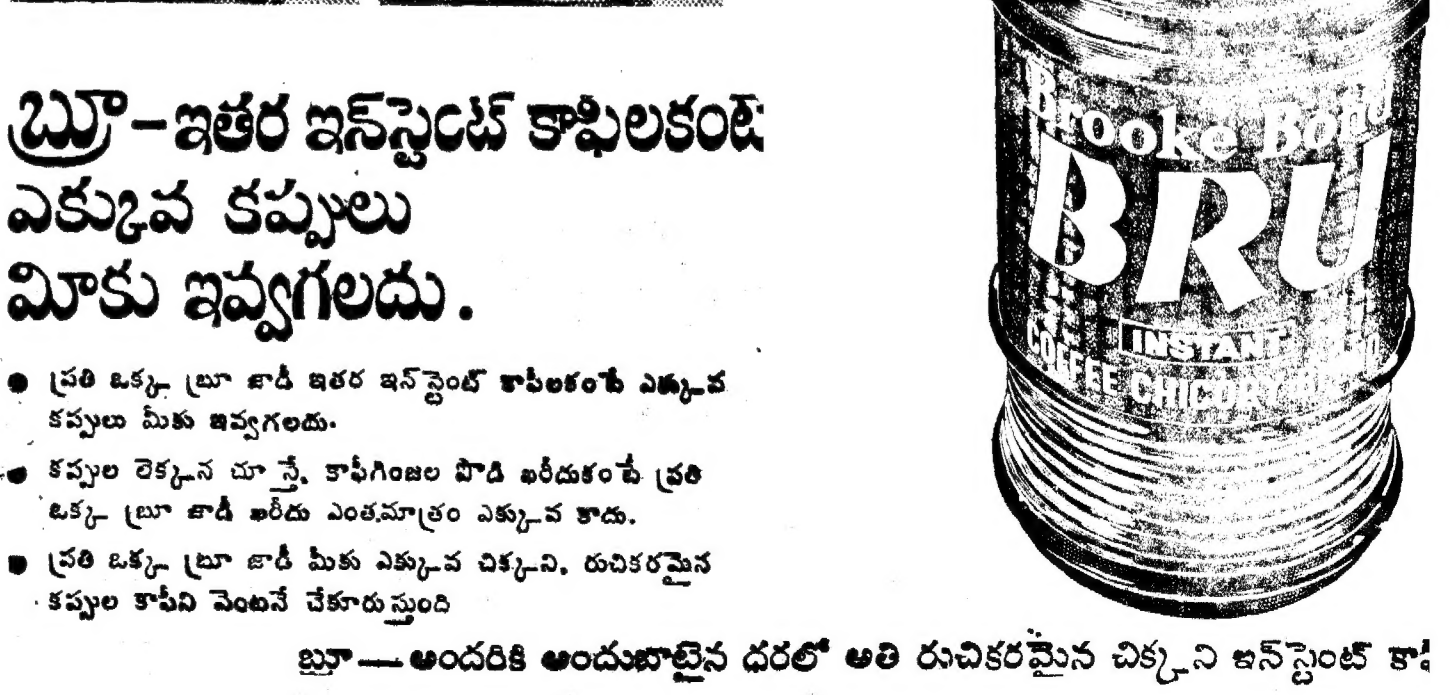 బ్రూ-ఇతర ఇన్‌స్టెంట్ కాఫీలకంటె
ఎక్కువ కప్పులు
మీకు ఇవ్వగలదు.
● ప్రతి ఒక్క బ్రూ జాడీ ఇతర ఇన్‌స్టెంట్ కాఫీలకంటే ఎక్కువ
కప్పులు మీకు ఇవ్వగలదు.
● కప్పుల లెక్కన చూస్తే, కాఫీగింజల పొడి ఖరీదుకంటే ప్రతి
ఒక్క బ్రూ జాడీ ఖరీదు ఎంతమాత్రం ఎక్కువ కాదు.
● ప్రతి ఒక్క బ్రూ జాడీ మీకు ఎక్కువ చిక్కని, రుచికరమైన
కప్పుల కాఫీని వెంటనే చేకూరుస్తుంది
Brooke Bond
BRU
INSTANT
COFFEE CHICORY
బ్రూ—అందరికి అందుబాటైన ధరలో అతి రుచికరమైన చిక్కని ఇన్‌స్టెంట్